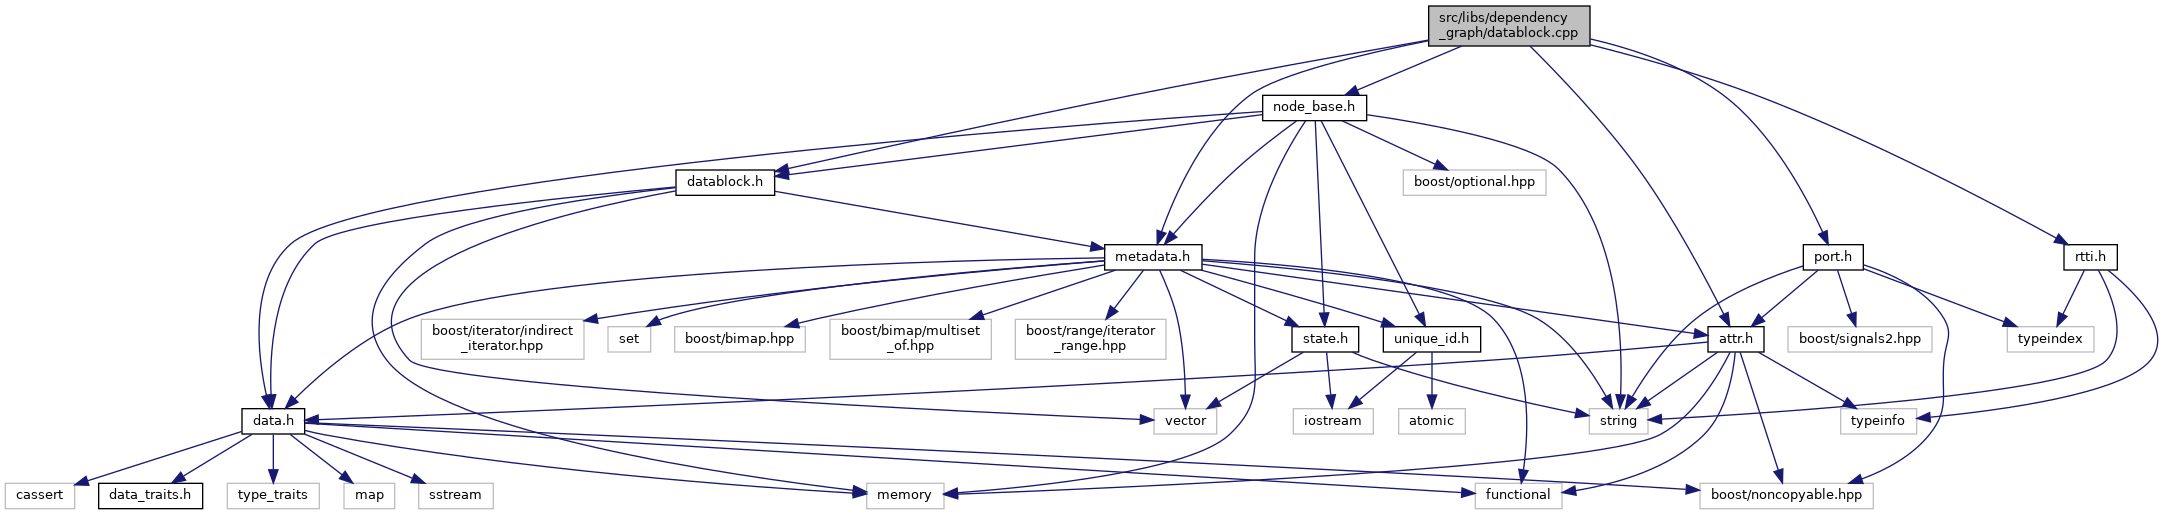 src/libs/dependency
_graph/datablock.cpp
node_base.h
datablock.h
boost/optional.hpp
metadata.h
port.h
rtti.h
boost/iterator/indirect
_iterator.hpp
set
boost/bimap.hpp
boost/bimap/multiset
_of.hpp
boost/range/iterator
_range.hpp
state.h
unique_id.h
attr.h
boost/signals2.hpp
typeindex
data.h
vector
iostream
atomic
string
typeinfo
cassert
data_traits.h
type_traits
map
sstream
memory
functional
boost/noncopyable.hpp